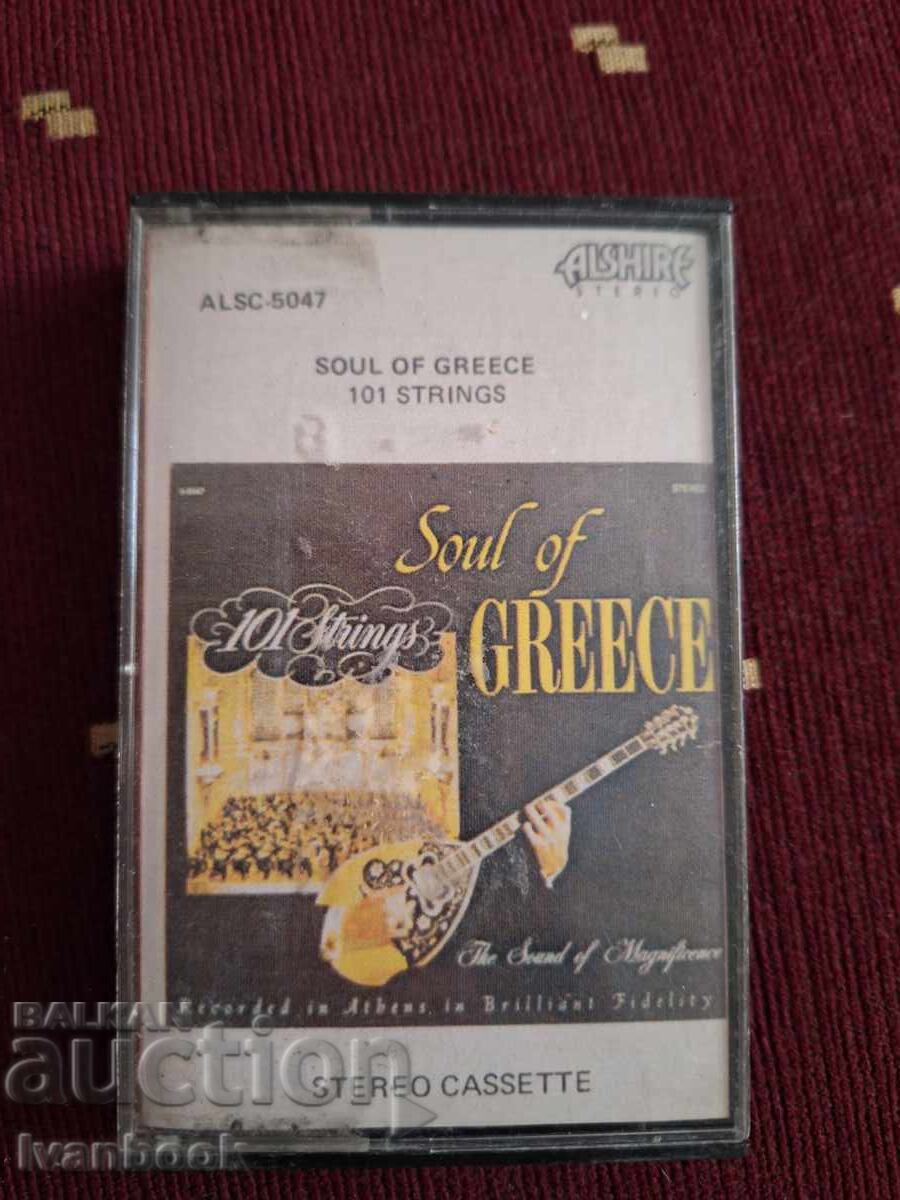 ALSHIRE
STEREO
ALSC-5047
SOUL OF GREECE
101 STRINGS
STEREO
Soul of
GREECE
101 Strings
The Sound of Magnificence
Recorded in Athens, in Brilliant Fidelity
STEREO CASSETTE
BALKAN
auction
Ivanbook